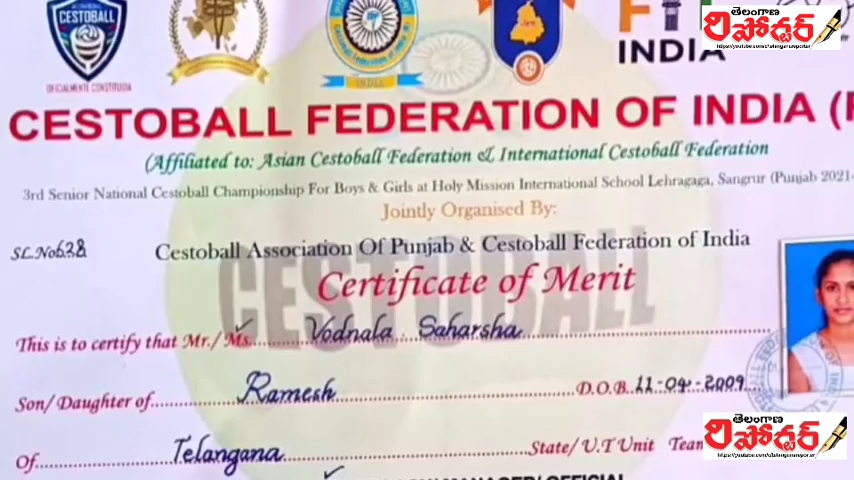 CESTOBALL
OFICIALMENTE CONSTITUIDA
INDIA
INDIA
తెలంగాణ
రిపోర్టర్
CESTOBALL FEDERATION OF INDIA
(Affiliated to: Asian Cestoball Federation & International Cestoball Federation
3rd Senior National Cestoball Championship For Boys & Girls at Holy Mission International School Lehragaga, Sangrur (Punjab 2021-
Jointly Organised By:
SL.No 638
Cestoball Association Of Punjab & Cestoball Federation of India
Certificate of Merit
CESTOBALL
This is to certify that Mr./ Ms. Vodnala Saharsha
Son/ Daughter of Ramesh D.O.B. 11-04-2009
Of Telangana State/ U.T Unit Team
తెలంగాణ
రిపోర్టర్